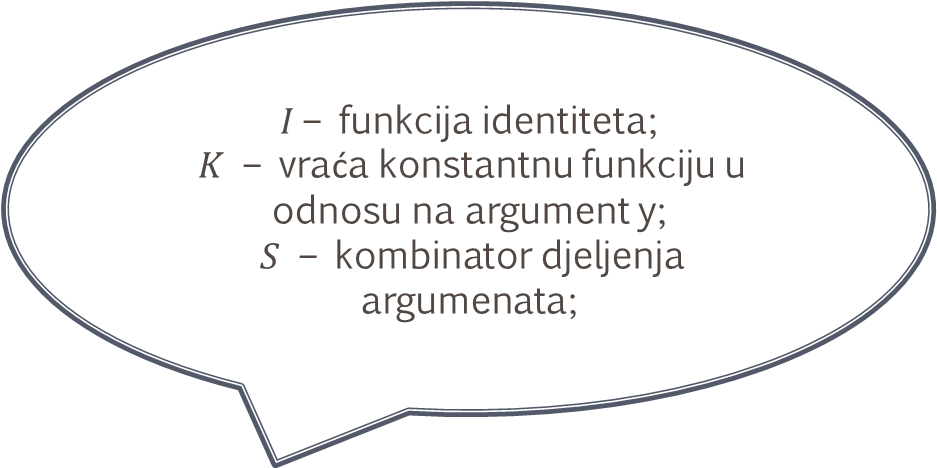 I – funkcija identiteta;
K – vraća konstantnu funkciju u
odnosu na argument y;
S – kombinator djeljenja
argumenata;